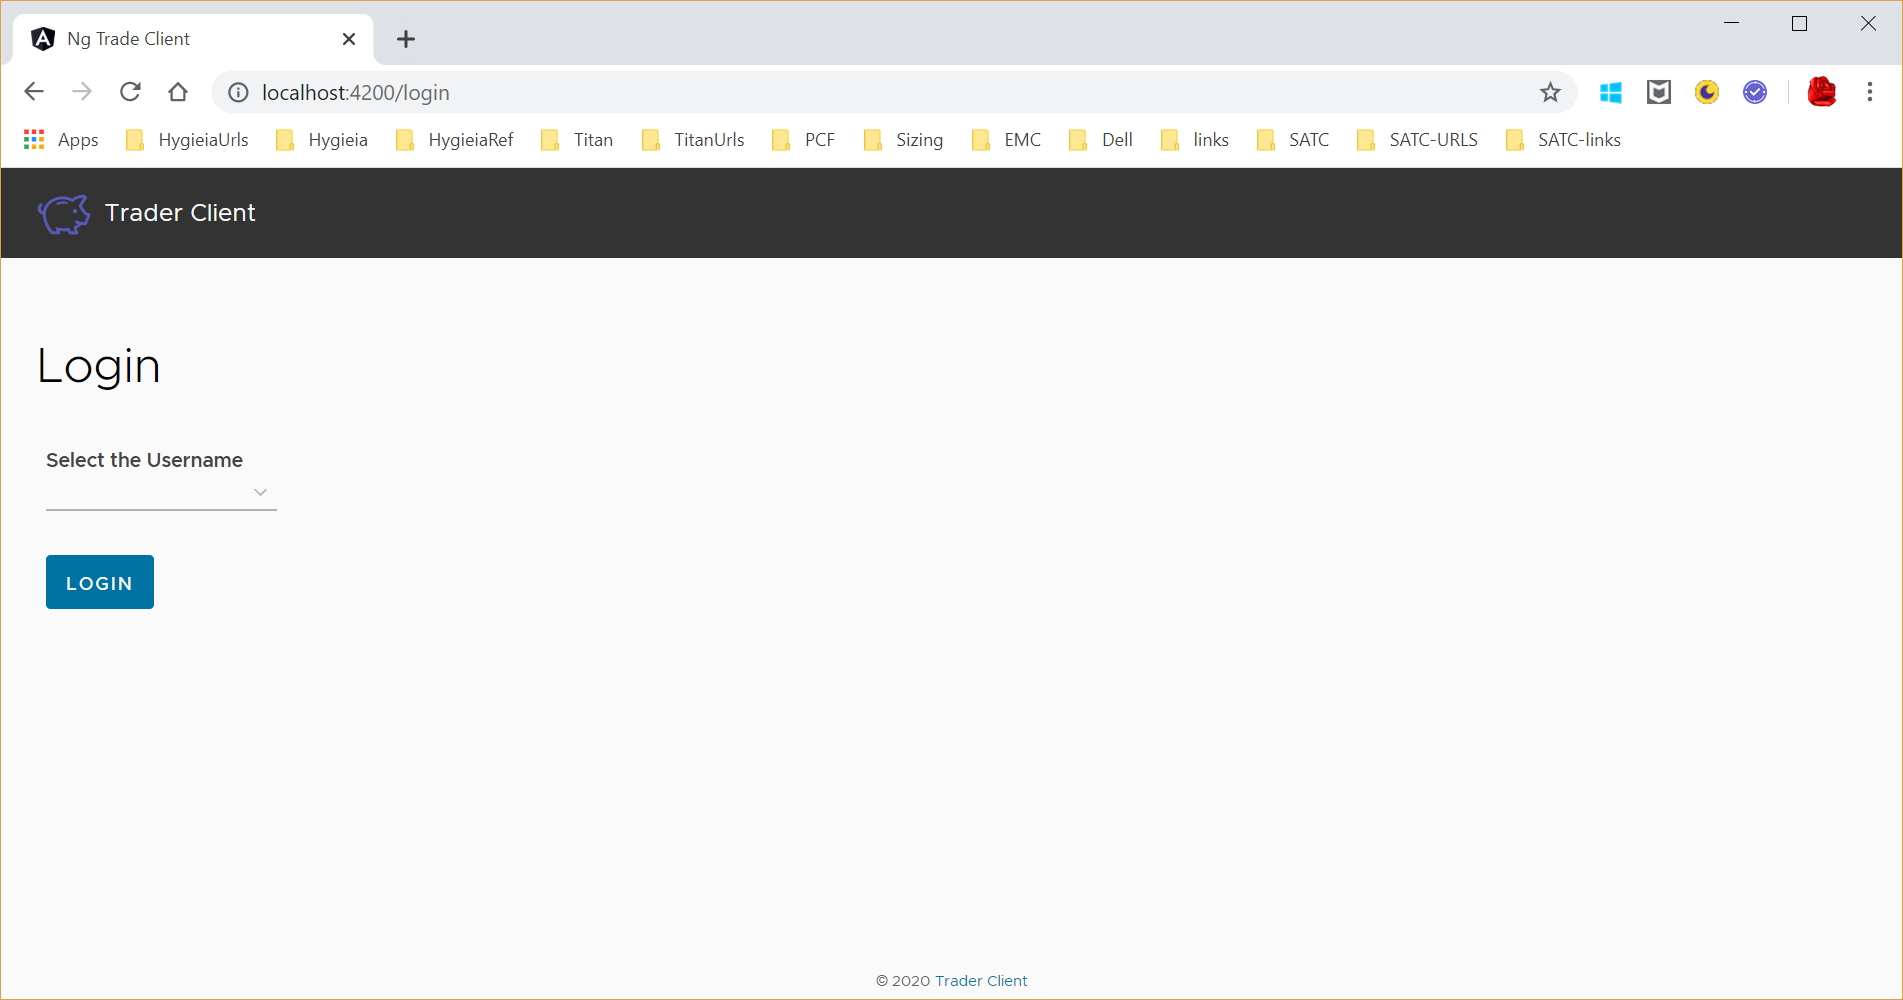 Ng Trade Client
localhost:4200/login
Apps HygieiaUrls Hygieia HygieiaRef Titan TitanUrls PCF Sizing EMC Dell links SATC SATC-URLS SATC-links
Trader Client
Login
Select the Username
LOGIN
© 2020 Trader Client